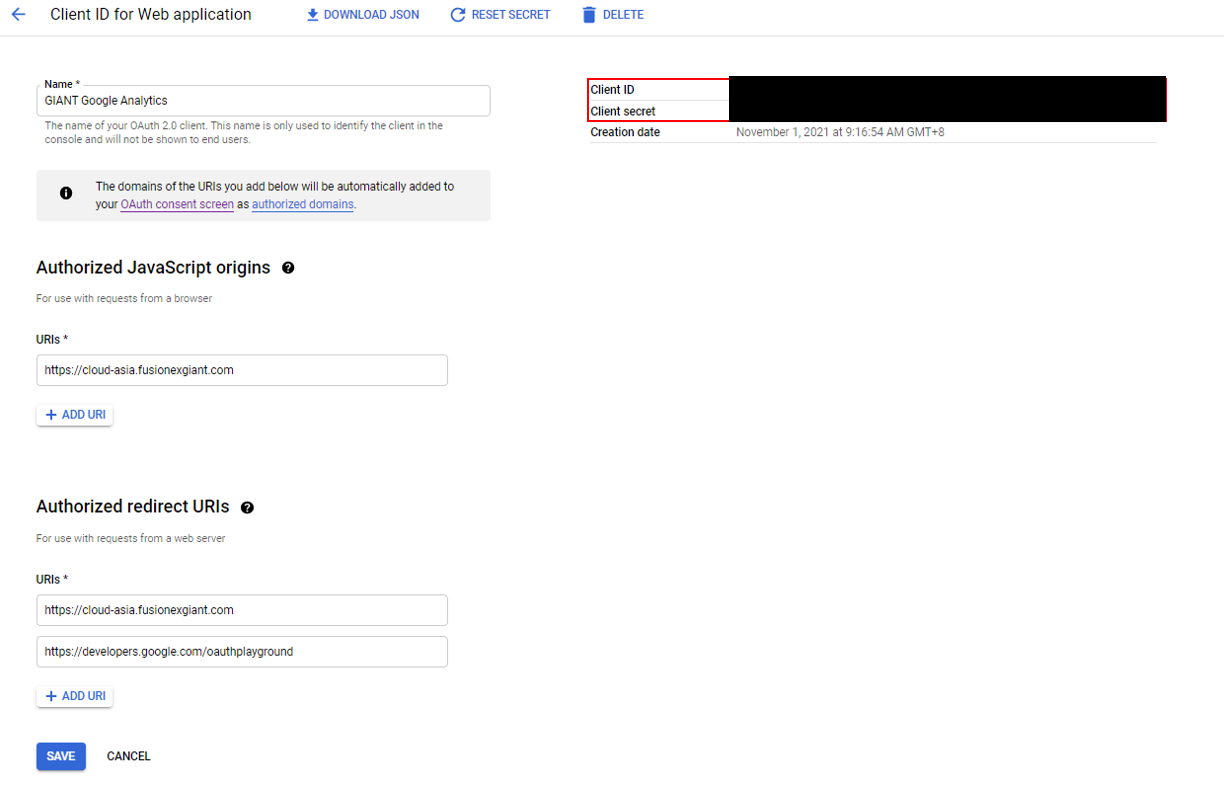 Client ID for Web application
DOWNLOAD JSON
RESET SECRET
DELETE
Name *
GIANT Google Analytics
The name of your OAuth 2.0 client. This name is only used to identify the client in the
console and will not be shown to end users.
The domains of the URIs you add below will be automatically added to
your OAuth consent screen as authorized domains.
Client ID
Client secret
Creation date November 1, 2021 at 9:16:54 AM GMT+8
Authorized JavaScript origins
For use with requests from a browser
URIs *
https://cloud-asia.fusionexgiant.com
+ ADD URI
Authorized redirect URIs
For use with requests from a web server
URIs *
https://cloud-asia.fusionexgiant.com
https://developers.google.com/oauthplayground
+ ADD URI
SAVE CANCEL